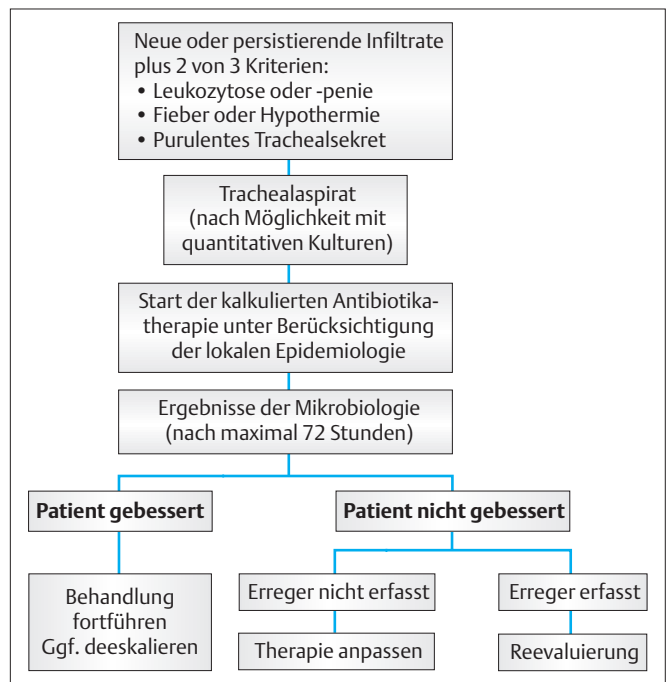 Neue oder persistierende Infiltrate
plus 2 von 3 Kriterien:
• Leukozytose oder -penie
• Fieber oder Hypothermie
• Purulentes Trachealsekret
Trachealaspirat
(nach Möglichkeit mit
quantitativen Kulturen)
Start der kalkulierten Antibiotika-
therapie unter Berücksichtigung
der lokalen Epidemiologie
Ergebnisse der Mikrobiologie
(nach maximal 72 Stunden)
Patient gebessert
Patient nicht gebessert
Behandlung
fortführen
Ggf. deeskalieren
Erreger nicht erfasst
Erreger erfasst
Therapie anpassen
Reevaluierung